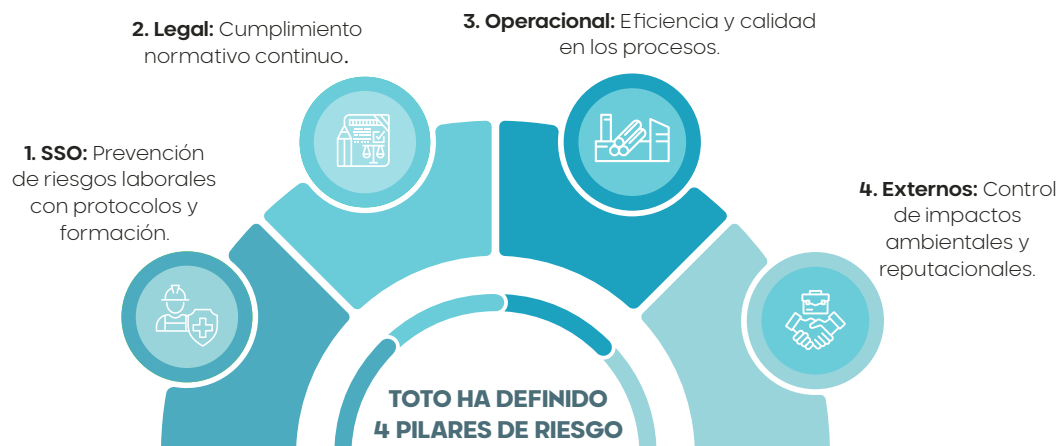 1. SSO: Prevención
de riesgos laborales
con protocolos y
formación.
2. Legal: Cumplimiento
normativo continuo.
3. Operacional: Eficiencia y calidad
en los procesos.
4. Externos: Control
de impactos
ambientales y
reputacionales.
TOTO HA DEFINIDO
4 PILARES DE RIESGO